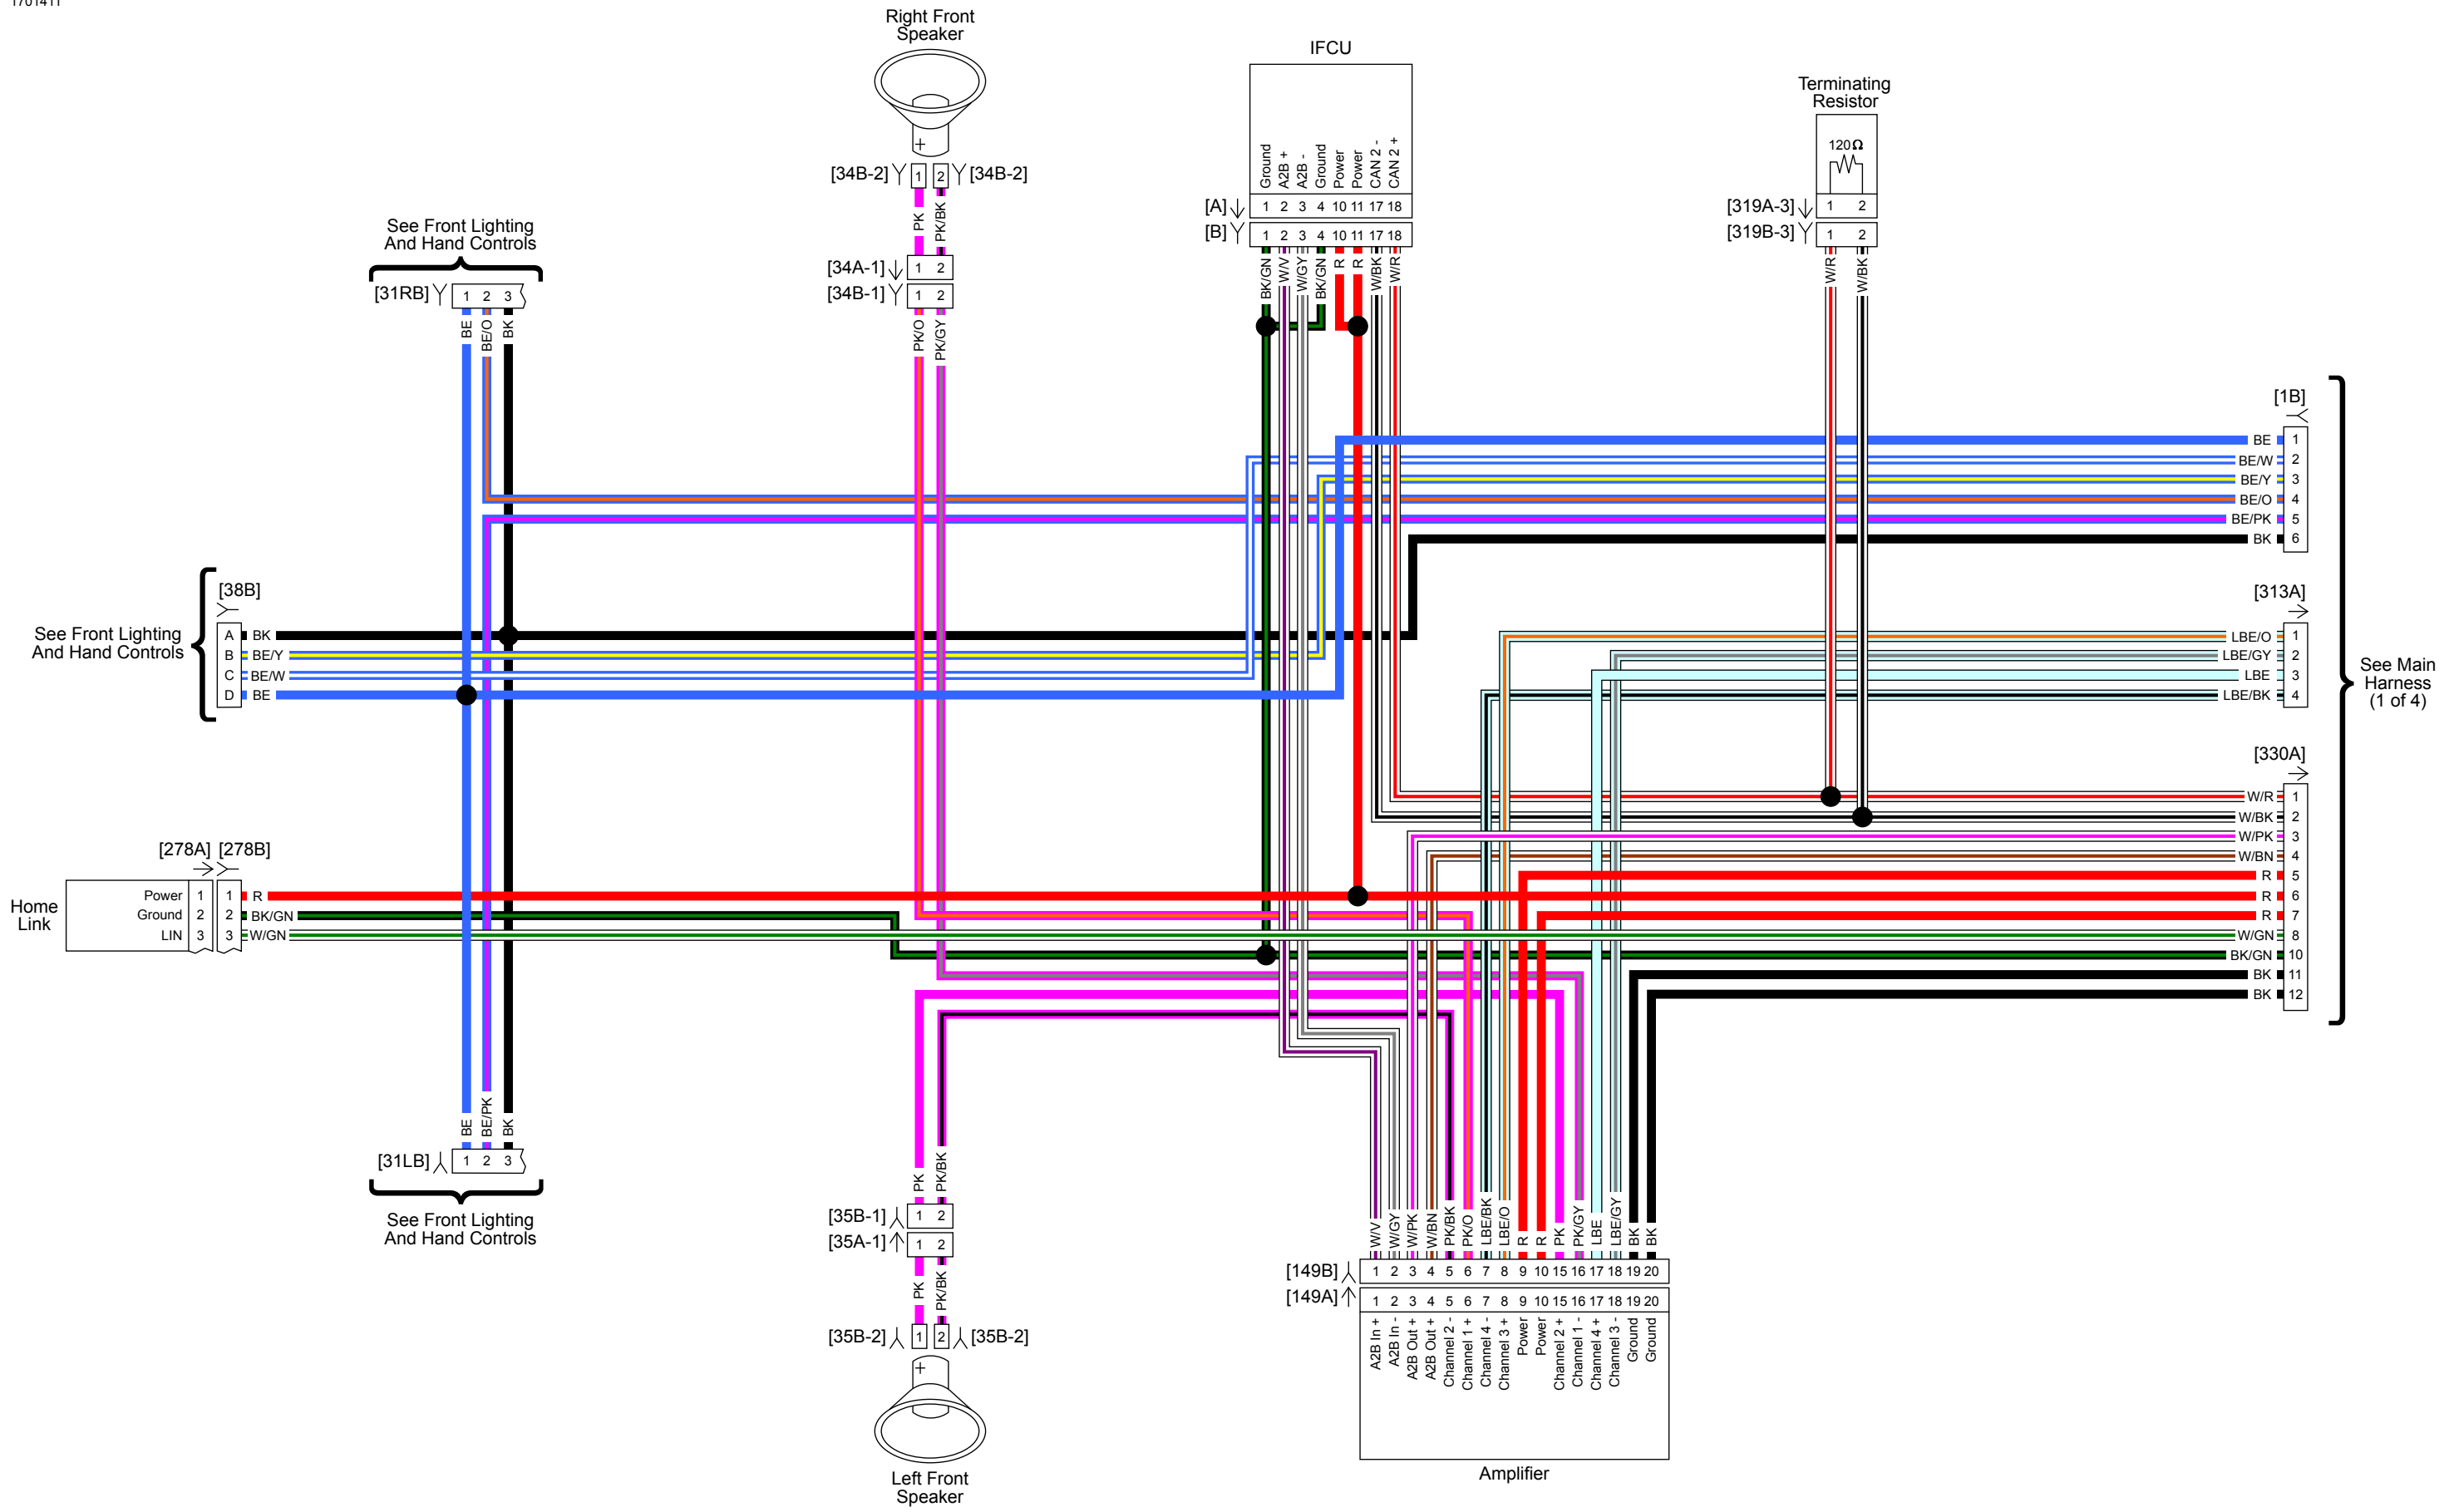 Right Front
Speaker
[34B-2] 1 2 [34B-2]
PK
PK/BK
[34A-1] 1 2
[34B-1] 1 2
PK/O
PK/GY
IFCU
Ground
A2B +
A2B -
Ground
Power
Power
CAN 2 -
CAN 2 +
[A] 1 2 3 4 10 11 17 18
[B] 1 2 3 4 10 11 17 18
BK/GN
W/V
W/GY
BK/GN
R
R
W/BK
W/R
Terminating
Resistor
120Ω
[319A-3] 1 2
[319B-3] 1 2
W/R
W/BK
See Front Lighting
And Hand Controls
[31RB] 1 2 3
BE
BE/O
BK
[1B]
BE 1
BE/W 2
BE/Y 3
BE/O 4
BE/PK 5
BK 6
[38B]
See Front Lighting
And Hand Controls
A BK
B BE/Y
C BE/W
D BE
[313A]
LBE/O 1
LBE/GY 2
LBE 3
LBE/BK 4
See Main
Harness
(1 of 4)
[330A]
W/R 1
W/BK 2
W/PK 3
W/BN 4
R 5
R 6
R 7
W/GN 8
BK/GN 10
BK 11
BK 12
[278A] [278B]
Home
Link
Power 1 1 R
Ground 2 2 BK/GN
LIN 3 3 W/GN
BE
BE/PK
BK
[31LB] 1 2 3
See Front Lighting
And Hand Controls
PK
PK/BK
[35B-1] 1 2
[35A-1] 1 2
PK
PK/BK
[35B-2] 1 2 [35B-2]
Left Front
Speaker
W/V
W/GY
W/PK
W/BN
PK/BK
PK/O
LBE/BK
LBE/O
R
R
PK
PK/GY
LBE
LBE/GY
BK
BK
[149B] 1 2 3 4 5 6 7 8 9 10 15 16 17 18 19 20
[149A] 1 2 3 4 5 6 7 8 9 10 15 16 17 18 19 20
A2B In +
A2B In -
A2B Out +
A2B Out +
Channel 2 -
Channel 1 +
Channel 4 -
Channel 3 +
Power
Power
Channel 2 +
Channel 1 -
Channel 4 +
Channel 3 -
Ground
Ground
Amplifier